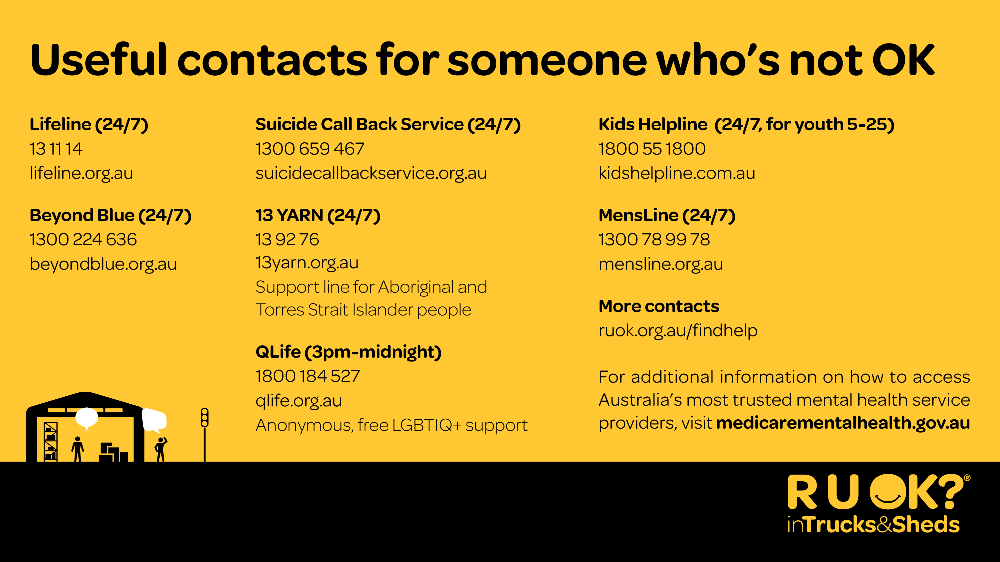 Useful contacts for someone who's not OK
Lifeline (24/7)
13 11 14
lifeline.org.au
Beyond Blue (24/7)
1300 224 636
beyondblue.org.au
Suicide Call Back Service (24/7)
1300 659 467
suicidecallbackservice.org.au
13 YARN (24/7)
13 92 76
13yarn.org.au
Support line for Aboriginal and
Torres Strait Islander people
QLife (3pm-midnight)
1800 184 527
qlife.org.au
Anonymous, free LGBTIQ+ support
Kids Helpline (24/7, for youth 5-25)
1800 55 1800
kidshelpline.com.au
MensLine (24/7)
1300 78 99 78
mensline.org.au
More contacts
ruok.org.au/findhelp
For additional information on how to access
Australia's most trusted mental health service
providers, visit medicarementalhealth.gov.au
R U OK?®
inTrucks&Sheds